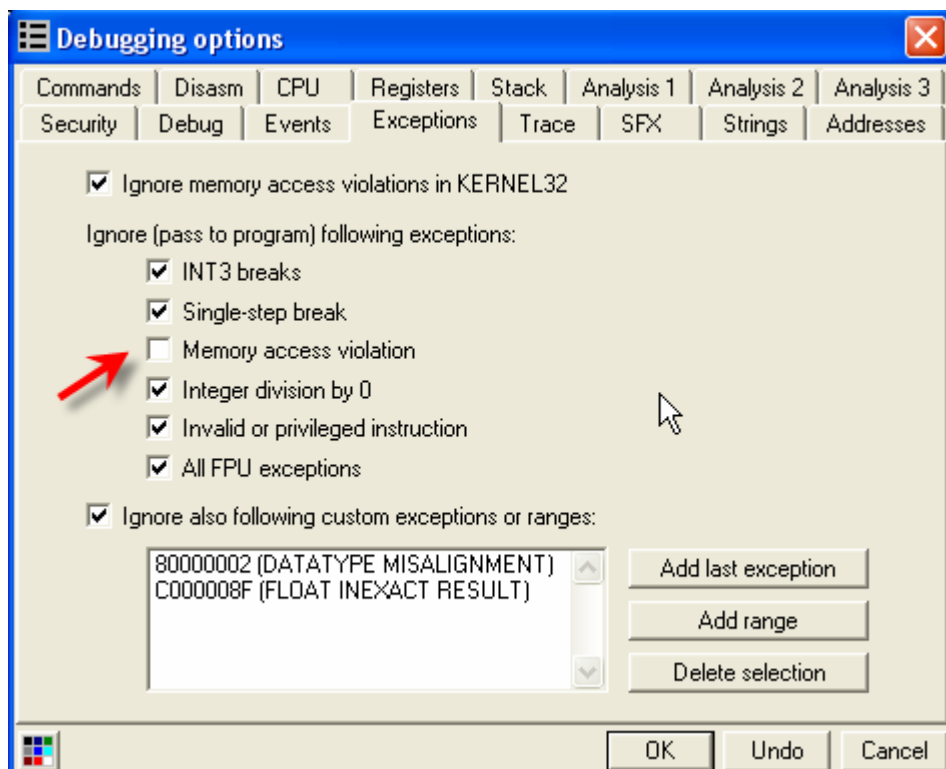 Debugging options
Commands Disasm CPU Registers Stack Analysis 1 Analysis 2 Analysis 3
Security Debug Events Exceptions Trace SFX Strings Addresses
Ignore memory access violations in KERNEL32
Ignore (pass to program) following exceptions:
INT3 breaks
Single-step break
Memory access violation
Integer division by 0
Invalid or privileged instruction
All FPU exceptions
Ignore also following custom exceptions or ranges:
80000002 (DATATYPE MISALIGNMENT)
C000008F (FLOAT INEXACT RESULT)
Add last exception
Add range
Delete selection
OK Undo Cancel